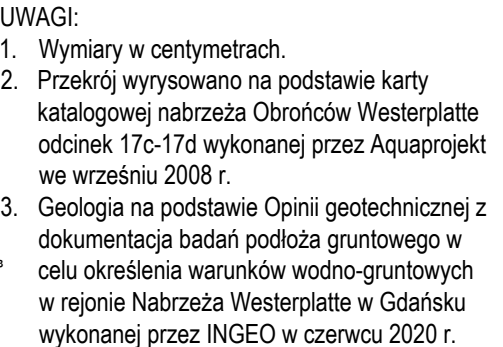 UWAGI:
1. Wymiary w centymetrach.
2. Przekrój wyrysowano na podstawie karty
katalogowej nabrzeża Obrońców Westerplatte
odcinek 17c-17d wykonanej przez Aquaprojekt
we wrześniu 2008 r.
3. Geologia na podstawie Opinii geotechnicznej z
dokumentacja badań podłoża gruntowego w
celu określenia warunków wodno-gruntowych
w rejonie Nabrzeża Westerplatte w Gdańsku
wykonanej przez INGEO w czerwcu 2020 r.